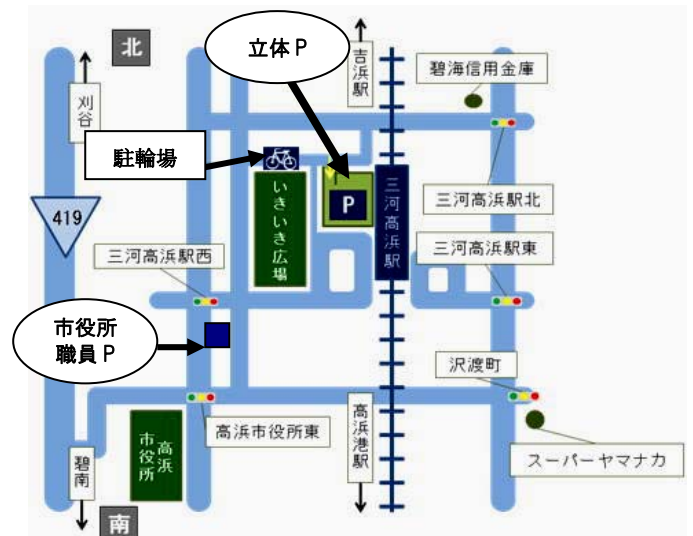 北
立体P
吉浜駅
碧海信用金庫
刈谷
駐輪場
P
いきいき広場
三河高浜駅
三河高浜駅北
419
三河高浜駅西
三河高浜駅東
市役所
職員P
沢渡町
高浜市役所東
高浜
市役所
高浜港駅
スーパーヤマナカ
碧南
南